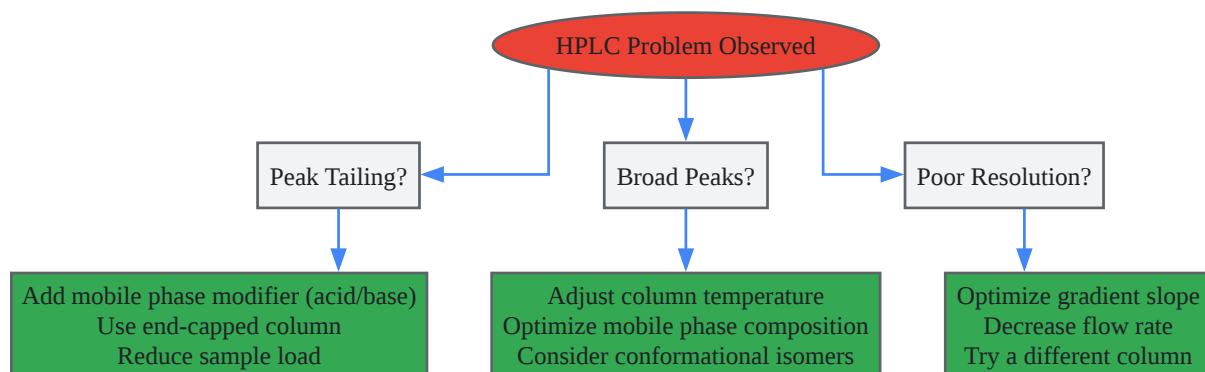 HPLC Problem Observed
Peak Tailing?
Broad Peaks?
Poor Resolution?
Add mobile phase modifier (acid/base)
Use end-capped column
Reduce sample load
Adjust column temperature
Optimize mobile phase composition
Consider conformational isomers
Optimize gradient slope
Decrease flow rate
Try a different column